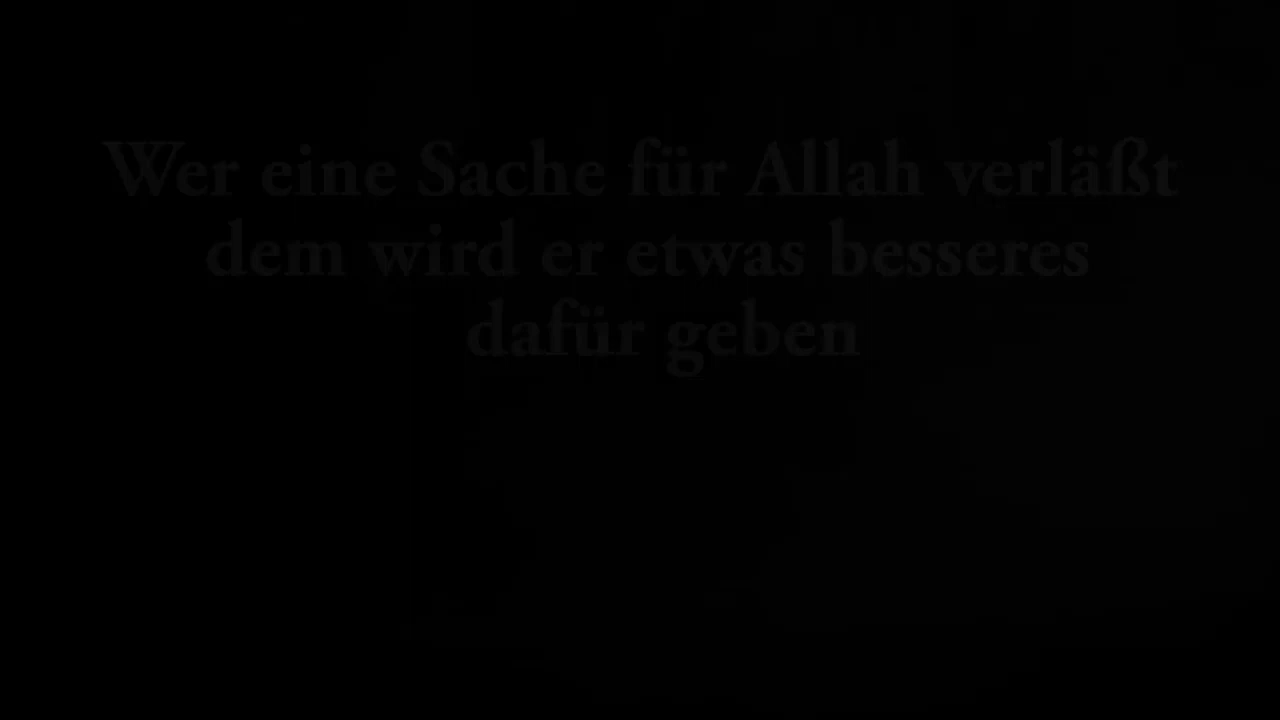 Wer eine Sache für Allah verläßt
dem wird er etwas besseres
dafür geben